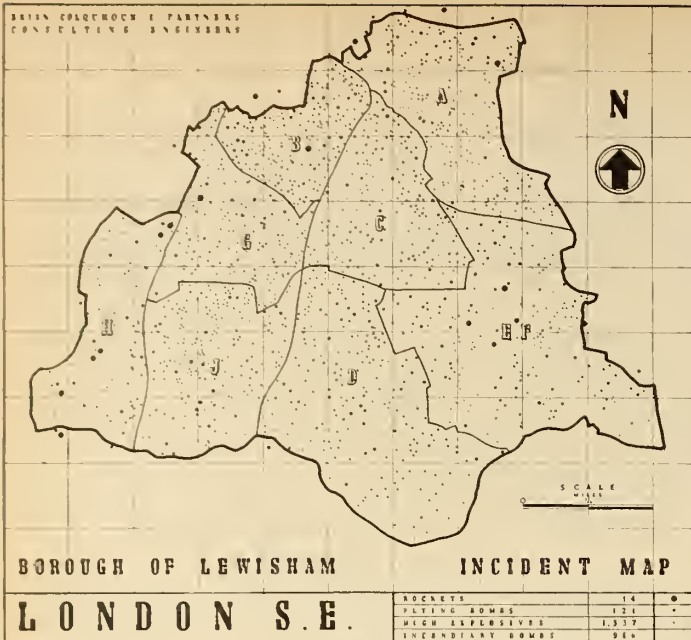 BRIAN COLQUHOUN & PARTNERS
CONSULTING ENGINEERS
A
N
B
C
G
H
E F
J
D
SCALE
MILES
BOROUGH OF LEWISHAM INCIDENT MAP
LONDON S.E.
ROCKETS 14
FLYING BOMBS 121
HIGH EXPLOSIVES 1,537
INCENDIARY BOMBS